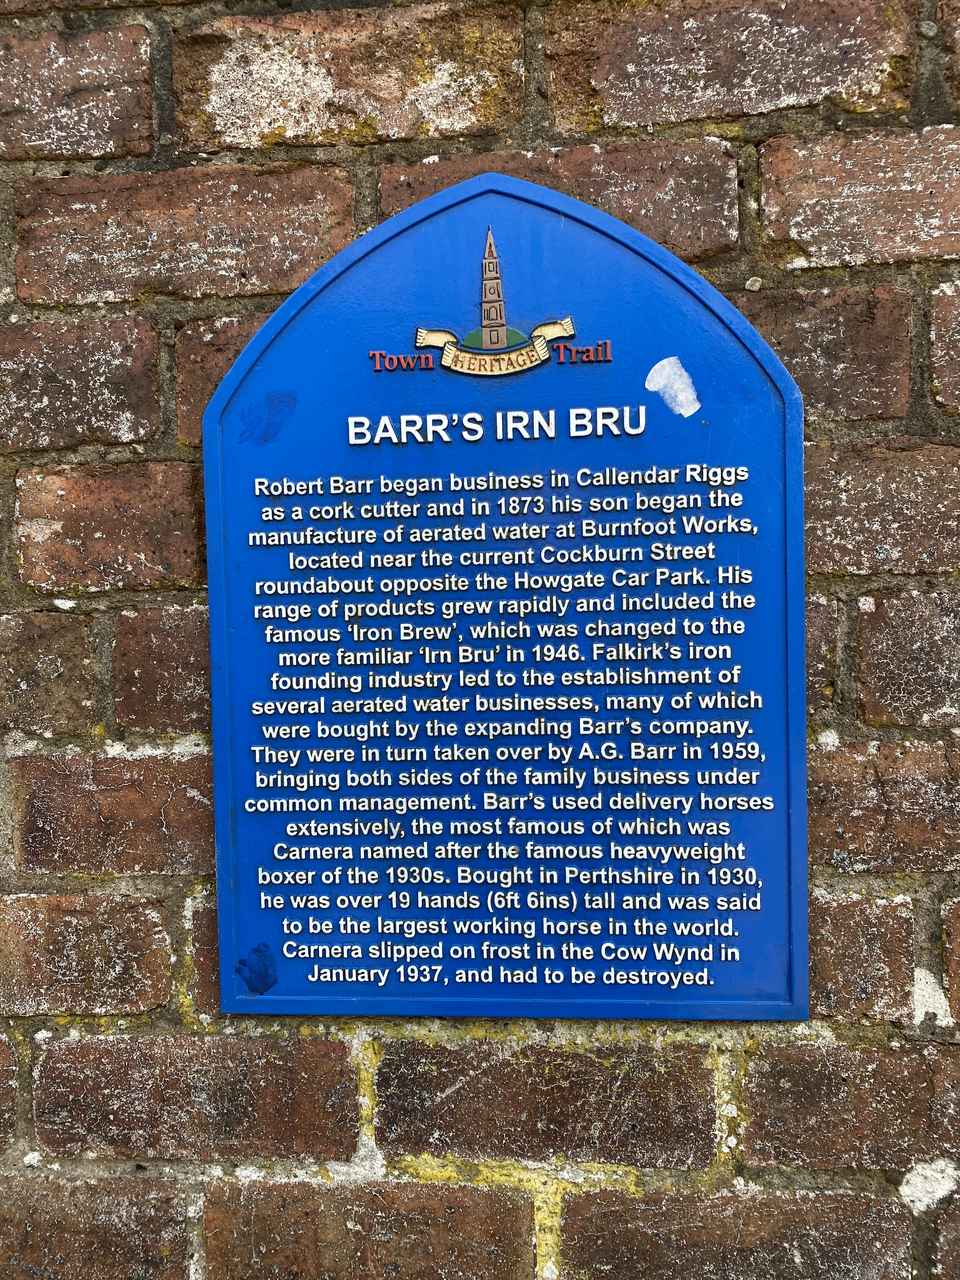 Town HERITAGE Trail
BARR'S IRN BRU
Robert Barr began business in Callendar Riggs
as a cork cutter and in 1873 his son began the
manufacture of aerated water at Burnfoot Works,
located near the current Cockburn Street
roundabout opposite the Howgate Car Park. His
range of products grew rapidly and included the
famous ‘Iron Brew’, which was changed to the
more familiar ‘Irn Bru’ in 1946. Falkirk’s iron
founding industry led to the establishment of
several aerated water businesses, many of which
were bought by the expanding Barr’s company.
They were in turn taken over by A.G. Barr in 1959,
bringing both sides of the family business under
common management. Barr’s used delivery horses
extensively, the most famous of which was
Carnera named after the famous heavyweight
boxer of the 1930s. Bought in Perthshire in 1930,
he was over 19 hands (6ft 6ins) tall and was said
to be the largest working horse in the world.
Carnera slipped on frost in the Cow Wynd in
January 1937, and had to be destroyed.